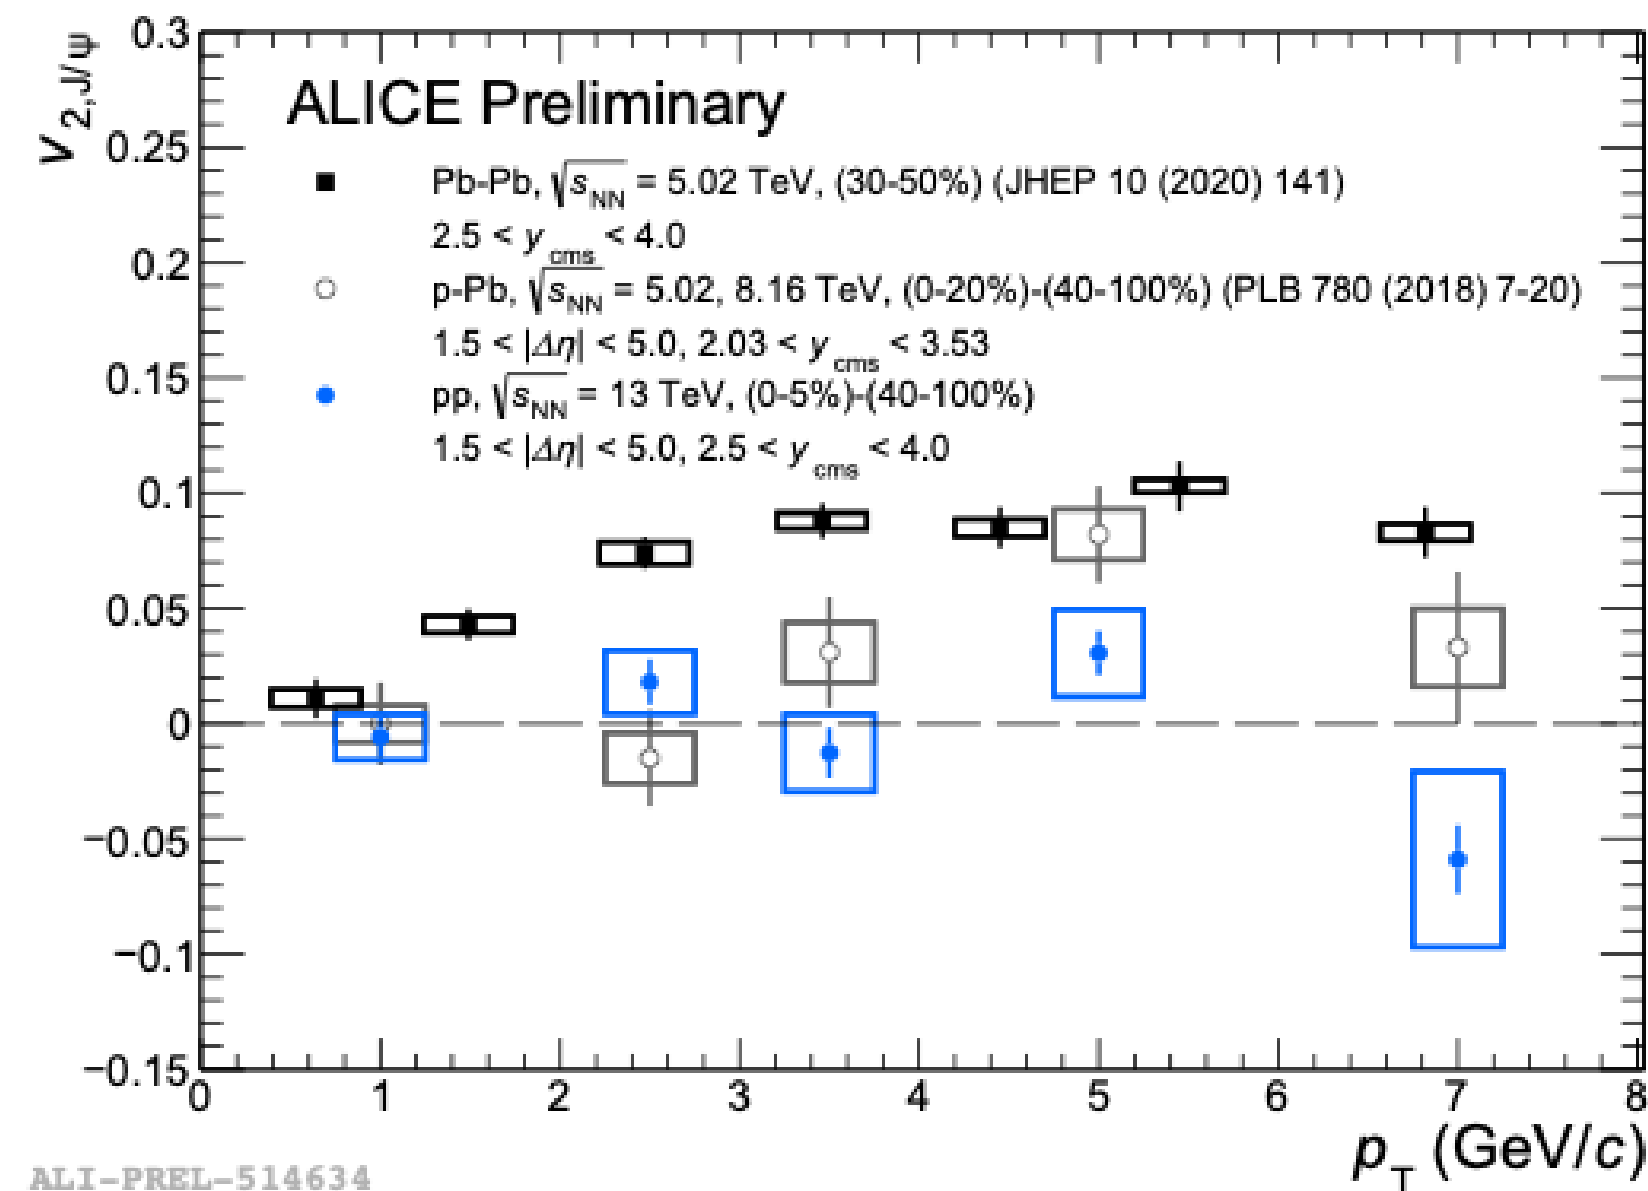 v2,J/ψ
0.3
0.25
0.2
0.15
0.1
0.05
0
−0.05
−0.1
−0.15
ALICE Preliminary
Pb-Pb, √sNN = 5.02 TeV, (30-50%) (JHEP 10 (2020) 141)
2.5 < ycms < 4.0
p-Pb, √sNN = 5.02, 8.16 TeV, (0-20%)-(40-100%) (PLB 780 (2018) 7-20)
1.5 < |Δη| < 5.0, 2.03 < ycms < 3.53
pp, √sNN = 13 TeV, (0-5%)-(40-100%)
1.5 < |Δη| < 5.0, 2.5 < ycms < 4.0
0 1 2 3 4 5 6 7 8
pT (GeV/c)
ALI-PREL-514634